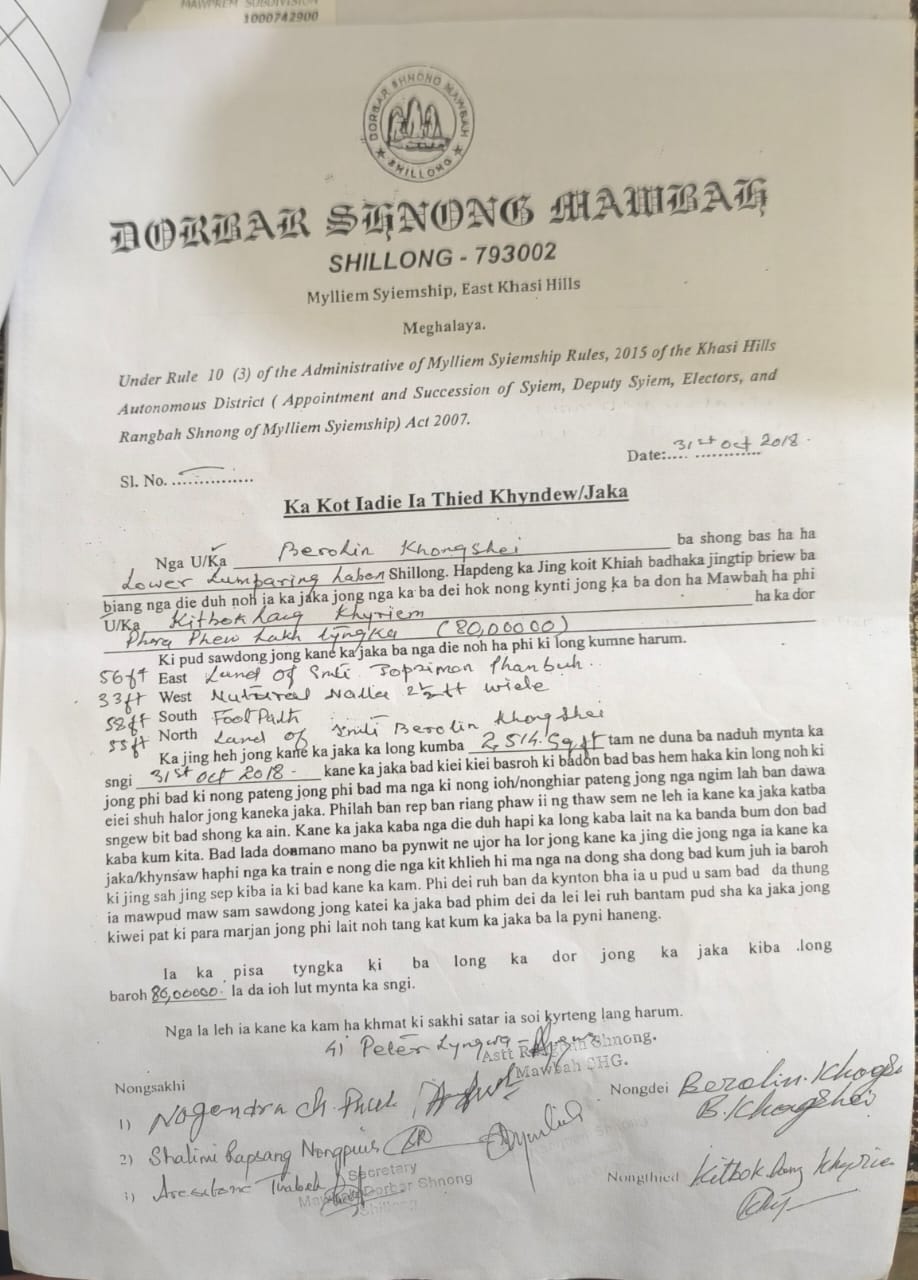 MAWPREM SUBDIVISION
1000742900
DORBAR SHNONG MAWBAH
SHILLONG
DORBAR SHNONG MAWBAH
SHILLONG - 793002
Mylliem Syiemship, East Khasi Hills
Meghalaya.
Under Rule 10 (3) of the Administrative of Mylliem Syiemship Rules, 2015 of the Khasi Hills
Autonomous District ( Appointment and Succession of Syiem, Deputy Syiem, Electors, and
Rangbah Shnong of Mylliem Syiemship) Act 2007.
Date:.... 31st Oct 2018.
Sl. No. ...............
Ka Kot Iadie Ia Thied Khyndew/Jaka
Nga U/Ka Berolin Khongshei ba shong bas ha ha
Lower Lumparing Laban Shillong. Hapdeng ka Jing koit Khiah badhaka jingtip briew ba
biang nga die duh noh ia ka jaka jong nga ka ba dei hok nong kynti jong ka ba don ha Mawbah ha phi
U/Ka Kitbok Lang Khyriem ha ka dor
Phra Phew Lakh tyngka (80,00000)
Ki pud sawdong jong kane ka jaka ba nga die noh ha phi ki long kumne harum.
56ft East Land of Smti Topsimon Phanbuh..
33ft West Nutural Nalla 2½ft wide
52ft South FootPath
55ft North Land of Smti Berolin Khongshei
Ka jing heh jong kane ka jaka ka long kumba 2,514 Sq.ft tam ne duna ba naduh mynta ka
sngi 31st Oct 2018. kane ka jaka bad kiei kiei basroh ki badon bad bas hem haka kin long noh ki
jong phi bad ki nong pateng jong phi bad ma nga ki nong ioh/nonghiar pateng jong nga ngim lah ban dawa
eiei shuh halor jong kaneka jaka. Philah ban rep ban riang phaw ii ng thaw sem ne leh ia kane ka jaka katba
sngew bit bad shong ka ain. Kane ka jaka kaba nga die duh hapi ka long kaba lait na ka banda bum don bad
kaba kum kita. Bad lada don mano mano ba pynwit ne ujor ha lor jong kane ka jing die jong nga ia kane ka
jaka/khynsaw haphi nga ka train e nong die nga kit khlieh hi ma nga na dong sha dong bad kum juh ia baroh
ki jing sah jing sep kiba ia ki bad kane ka kam. Phi dei ruh ban da kynton bha ia u pud u sam bad da thung
ia mawpud maw sam sawdong jong katei ka jaka bad phim dei da lei lei ruh bantam pud sha ka jaka jong
kiwei pat ki para marjan jong phi lait noh tang kat kum ka jaka ba la pyni haneng.
Ia ka pisa tyngka ki ba long ka dor jong ka jaka kiba .long
baroh 80,00000. Ia da ioh lut mynta ka sngi.
Nga la leh ia kane ka kam ha khmat ki sakhi satar ia soi kyrteng lang harum.
4) Peter Lyngwa
Astt Rangbah Shnong.
Mawbah CHG.
Nongsakhi
1) Nogendra Ch. Paul
Nongdei Berolin. Khongshei
B. Khongshei
2) Shalimi Rapsang Nongpiur
Secretary
Mawbah Dorbar Shnong
Shillong
Nongthied Kitbok Lang Khyriem